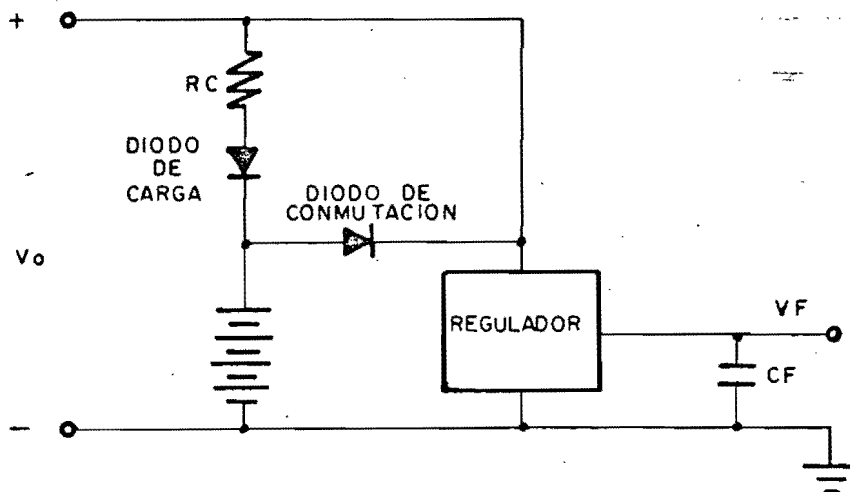 +
RC
DIODO
DE
CARGA
DIODO DE
CONMUTACION
Vo
REGULADOR
VF
CF
-